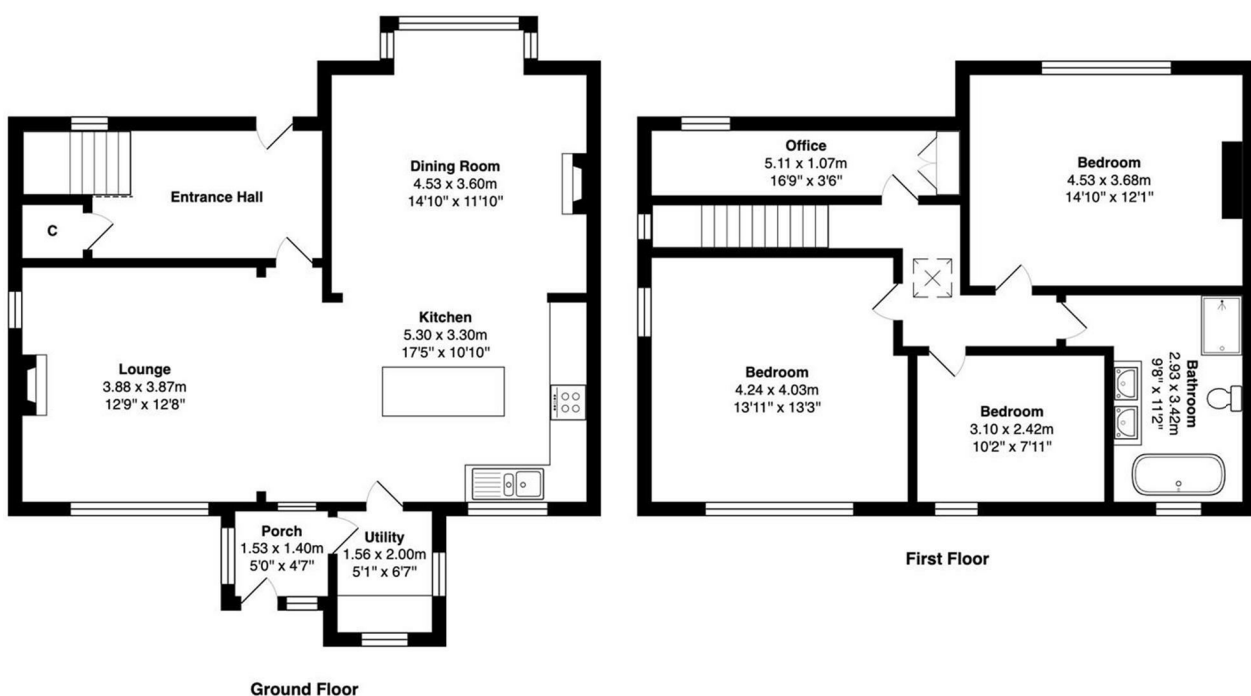 Dining Room
4.53 x 3.60m
14'10" x 11'10"
Entrance Hall
C
Kitchen
5.30 x 3.30m
17'5" x 10'10"
Lounge
3.88 x 3.87m
12'9" x 12'8"
Porch
1.53 x 1.40m
5'0" x 4'7"
Utility
1.56 x 2.00m
5'1" x 6'7"
Ground Floor
Office
5.11 x 1.07m
16'9" x 3'6"
Bedroom
4.53 x 3.68m
14'10" x 12'1"
Bedroom
4.24 x 4.03m
13'11" x 13'3"
Bedroom
3.10 x 2.42m
10'2" x 7'11"
Bathroom
2.93 x 3.42m
9'8" x 11'2"
First Floor